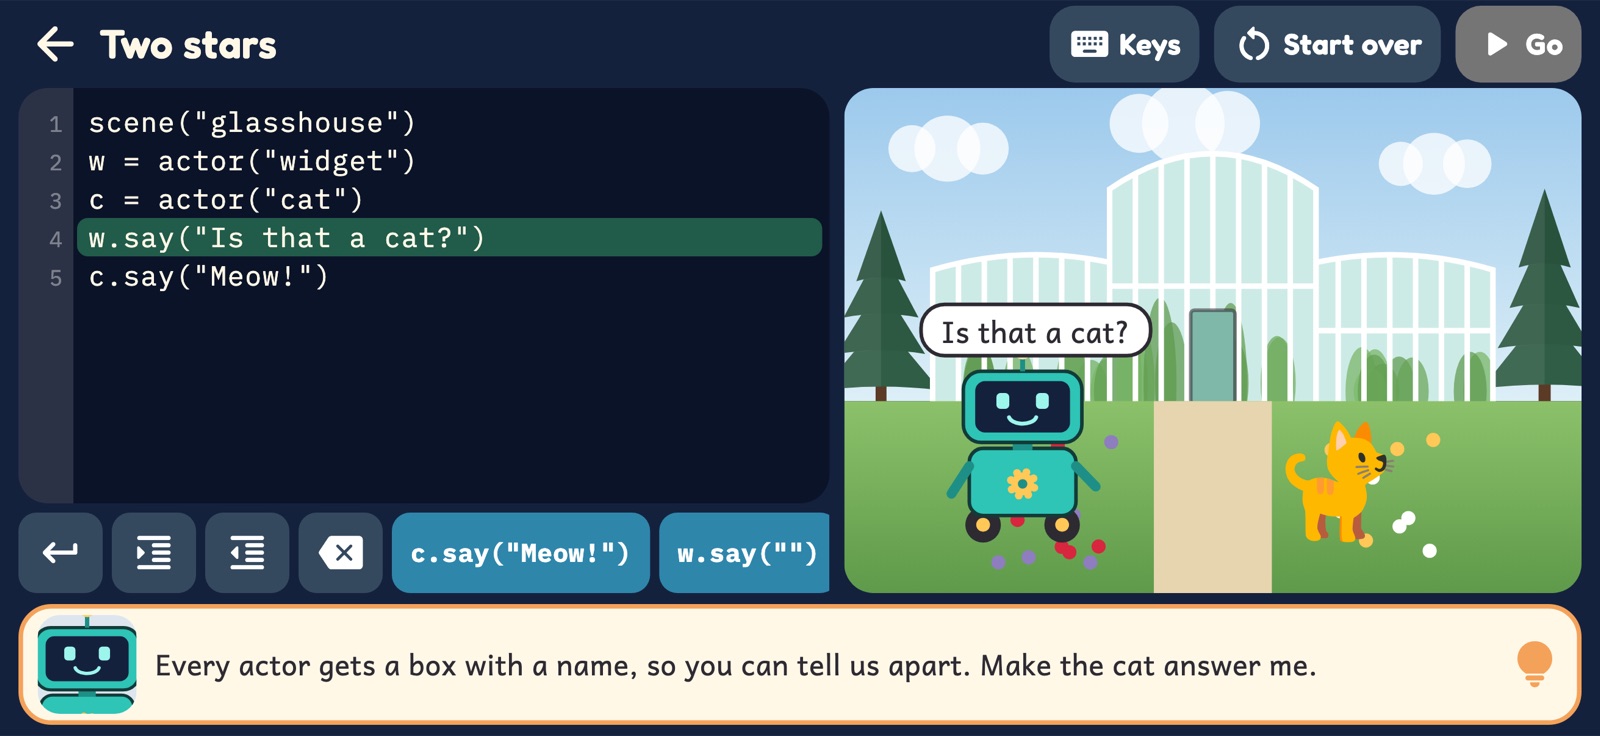 Two stars
Keys
Start over
Go
1 scene("glasshouse")
2 w = actor("widget")
3 c = actor("cat")
4 w.say("Is that a cat?")
5 c.say("Meow!")
Is that a cat?
c.say("Meow!")
w.say("")
Every actor gets a box with a name, so you can tell us apart. Make the cat answer me.